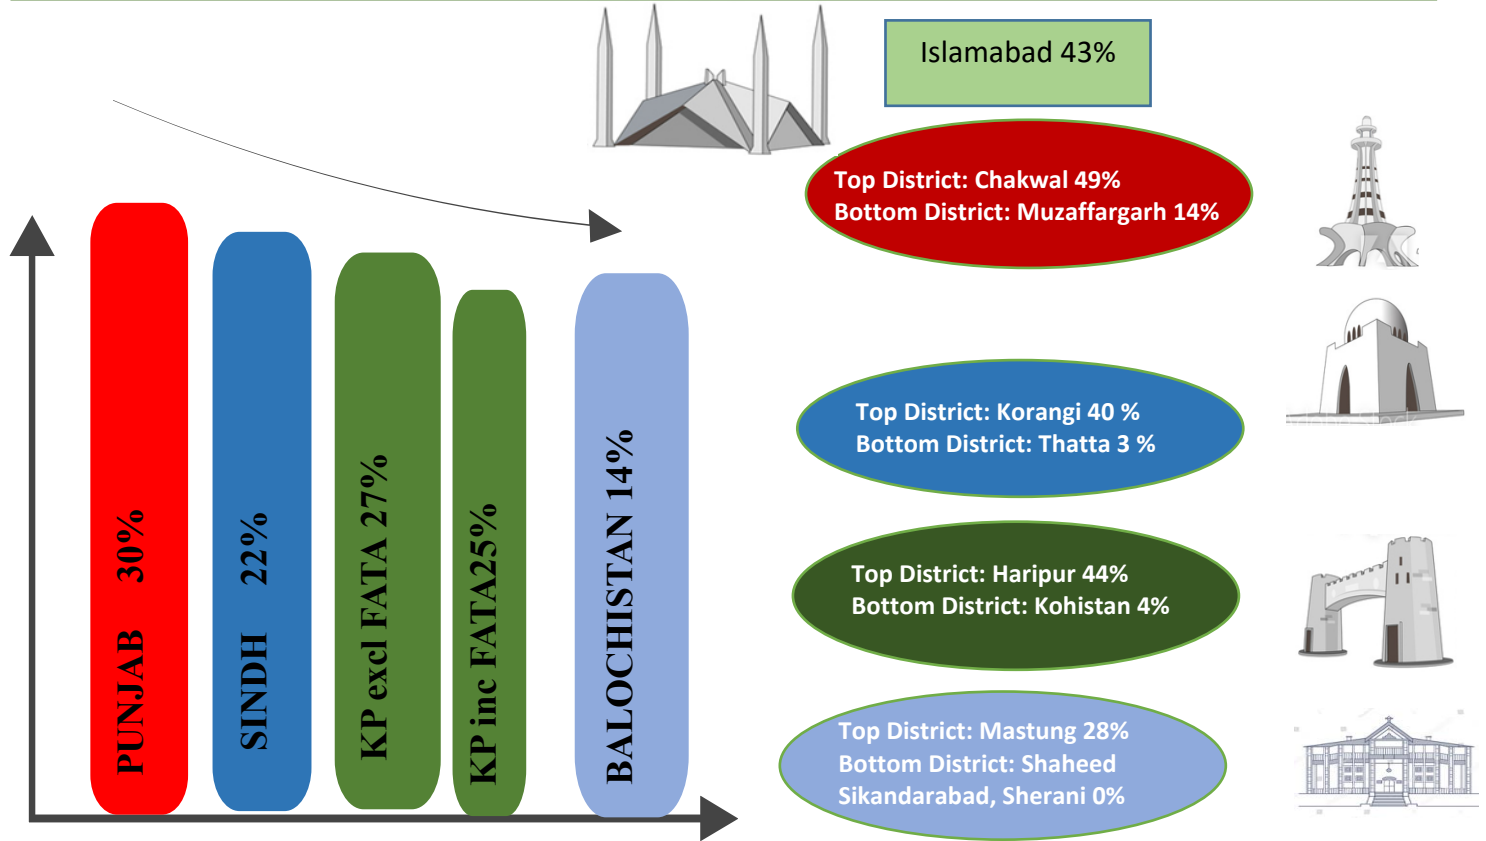 Islamabad 43%
Top District: Chakwal 49%
Bottom District: Muzaffargarh 14%
Top District: Korangi 40 %
Bottom District: Thatta 3 %
Top District: Haripur 44%
Bottom District: Kohistan 4%
Top District: Mastung 28%
Bottom District: Shaheed
Sikandarabad, Sherani 0%
PUNJAB 30%
SINDH 22%
KP excl FATA 27%
KP inc FATA25%
BALOCHISTAN 14%